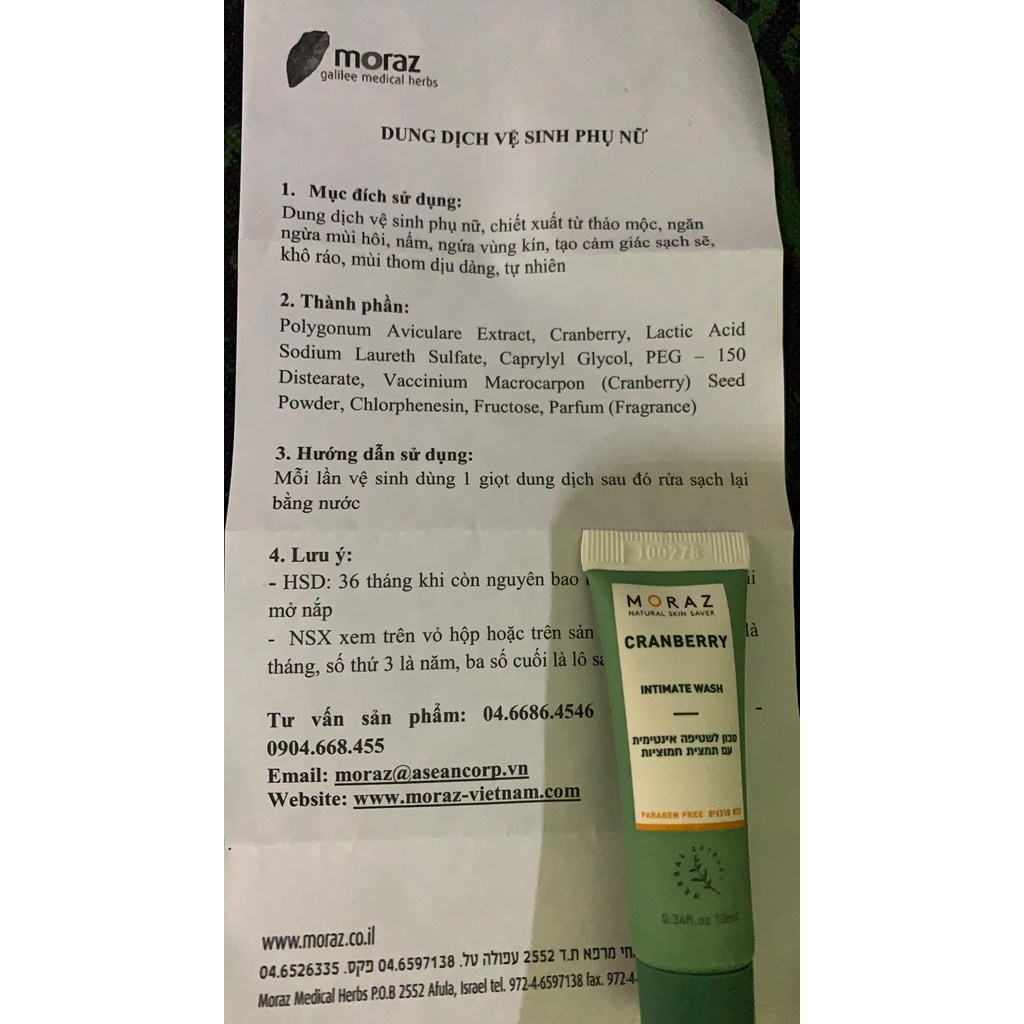 moraz
galilee medical herbs
DUNG DỊCH VỆ SINH PHỤ NỮ
1. Mục đích sử dụng:
Dung dịch vệ sinh phụ nữ, chiết xuất từ thảo mộc, ngăn
ngừa mùi hôi, nấm, ngứa vùng kín, tạo cảm giác sạch sẽ,
khô ráo, mùi thơm dịu dàng, tự nhiên
2. Thành phần:
Polygonum Aviculare Extract, Cranberry, Lactic Acid
Sodium Laureth Sulfate, Caprylyl Glycol, PEG – 150
Distearate, Vaccinium Macrocarpon (Cranberry) Seed
Powder, Chlorphenesin, Fructose, Parfum (Fragrance)
3. Hướng dẫn sử dụng:
Mỗi lần vệ sinh dùng 1 giọt dung dịch sau đó rửa sạch lại
bằng nước
4. Lưu ý:
- HSD: 36 tháng khi còn nguyên bao
mở nắp
- NSX xem trên vỏ hộp hoặc trên sản là
tháng, số thứ 3 là năm, ba số cuối là lô
Tư vấn sản phẩm: 04.6686.4546 -
0904.668.455
Email: moraz@aseancorp.vn
Website: www.moraz-vietnam.com
www.moraz.co.il
מרפא ת.ד 2552 עפולה טל. 04.6597138 פקס. 04.6526335
Moraz Medical Herbs P.O.B 2552 Afula, Israel tel. 972-4-6597138 fax. 972-4-
100278
MORAZ
NATURAL SKIN SAVER
CRANBERRY
INTIMATE WASH
סבון לשטיפה אינטימית
עם תמצית חמוציות
PARABEN FREE ללא פרבנים
0.34fl.oz 10ml